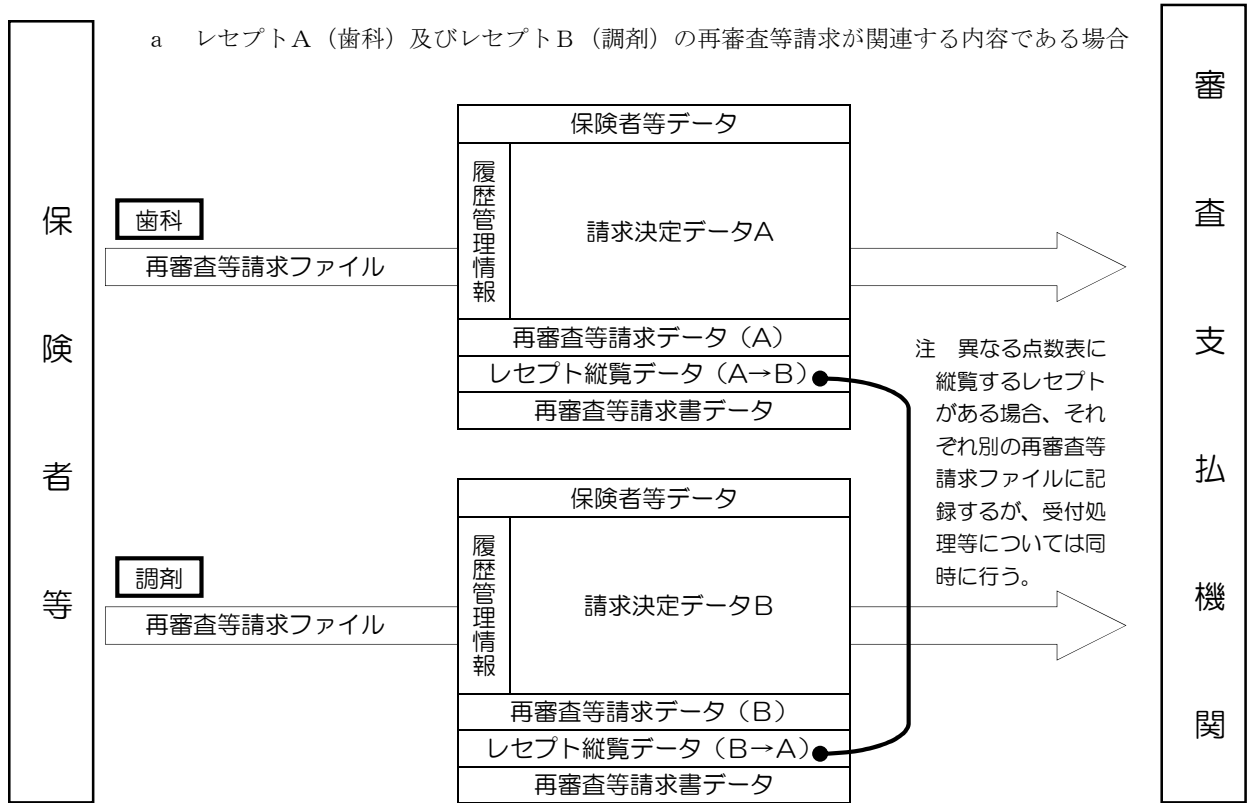 a　レセプトA（歯科）及びレセプトB（調剤）の再審査等請求が関連する内容である場合
保険者等
歯科
再審査等請求ファイル
保険者等データ
履歴管理情報
請求決定データA
再審査等請求データ（A）
レセプト縦覧データ（A→B）
再審査等請求書データ
調剤
再審査等請求ファイル
保険者等データ
履歴管理情報
請求決定データB
再審査等請求データ（B）
レセプト縦覧データ（B→A）
再審査等請求書データ
注　異なる点数表に
縦覧するレセプト
がある場合、それ
ぞれ別の再審査等
請求ファイルに記
録するが、受付処
理等については同
時に行う。
審査支払機関